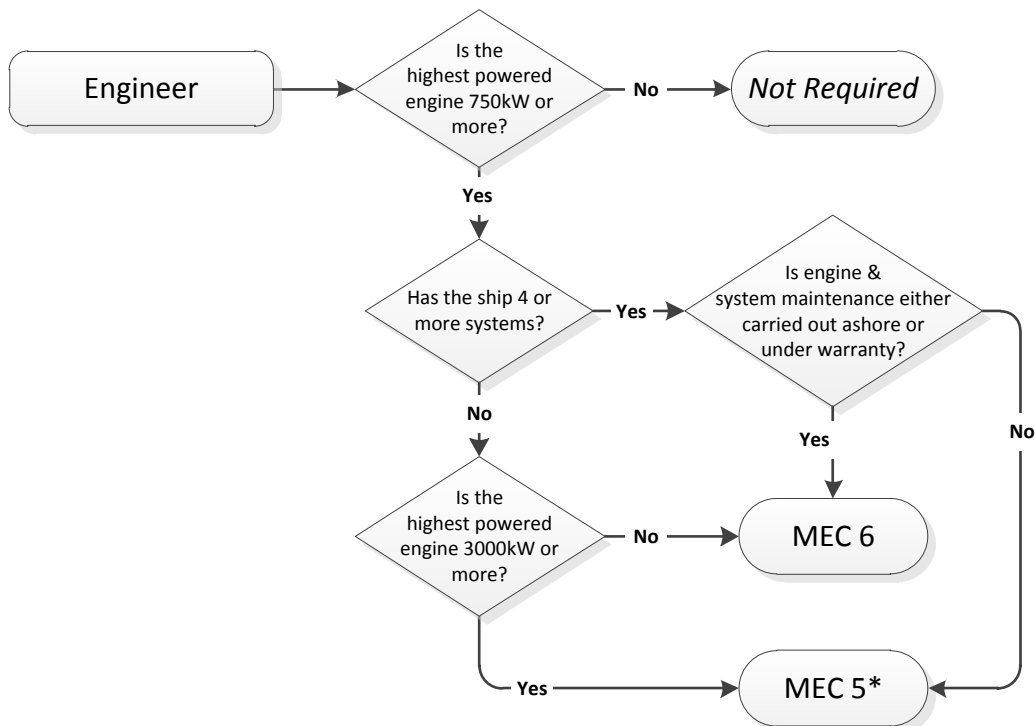 Engineer
Is the
highest powered
engine 750kW or
more?
No
Not Required
Yes
Has the ship 4 or
more systems?
Yes
Is engine &
system maintenance either
carried out ashore or
under warranty?
No
Yes
No
Is the
highest powered
engine 3000kW or
more?
No
MEC 6
Yes
MEC 5*